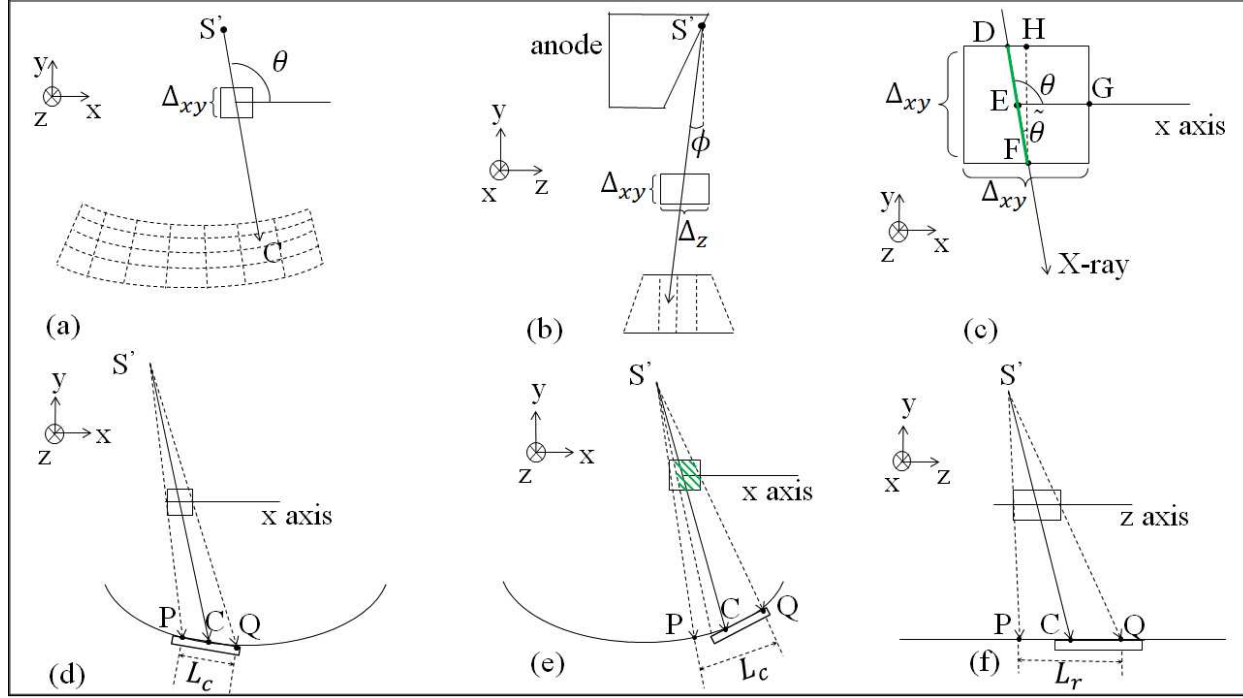 S'
y
θ
Δxy
z
x
C
(a)
anode
S'
y
ϕ
x
z
Δxy
Δz
(b)
D
H
Δxy
θ
G
E
x axis
θ̃
F
Δxy
y
z
x
X-ray
(c)
S'
y
z
x
x axis
P
C
Q
Lc
(d)
S'
y
z
x
x axis
P
C
Q
Lc
(e)
S'
y
x
z
z axis
P
C
Q
Lr
(f)